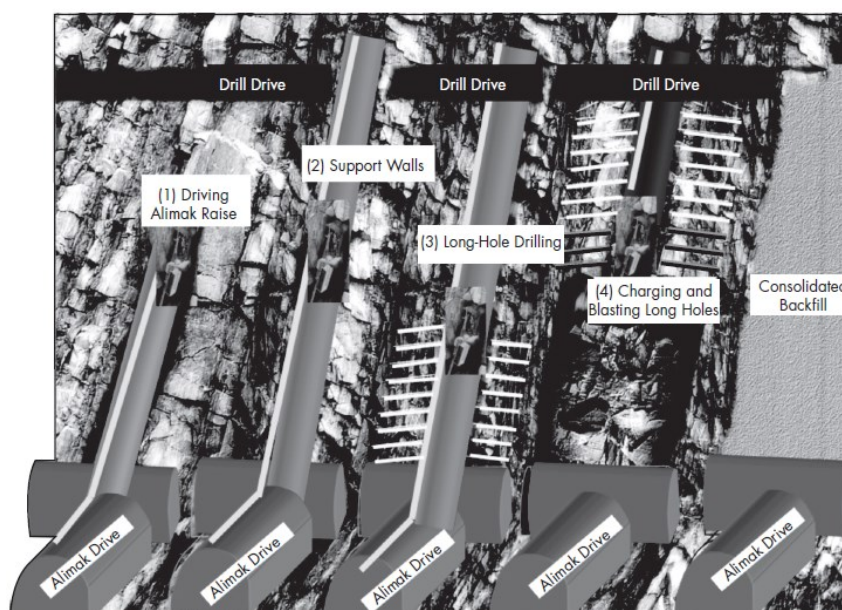 Drill Drive
Drill Drive
Drill Drive
(1) Driving
Alimak Raise
(2) Support Walls
(3) Long-Hole Drilling
(4) Charging and
Blasting Long Holes
Consolidated
Backfill
Alimak Drive
Alimak Drive
Alimak Drive
Alimak Drive
Alimak Drive